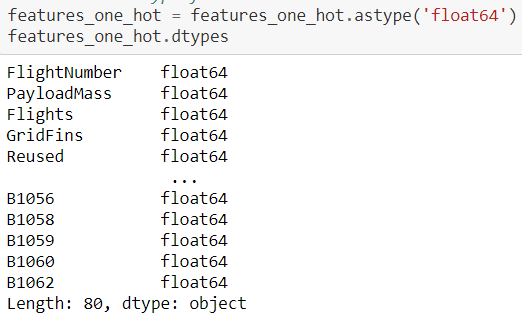 features_one_hot = features_one_hot.astype('float64')
features_one_hot.dtypes
FlightNumber float64
PayloadMass float64
Flights float64
GridFins float64
Reused float64
...
B1056 float64
B1058 float64
B1059 float64
B1060 float64
B1062 float64
Length: 80, dtype: object